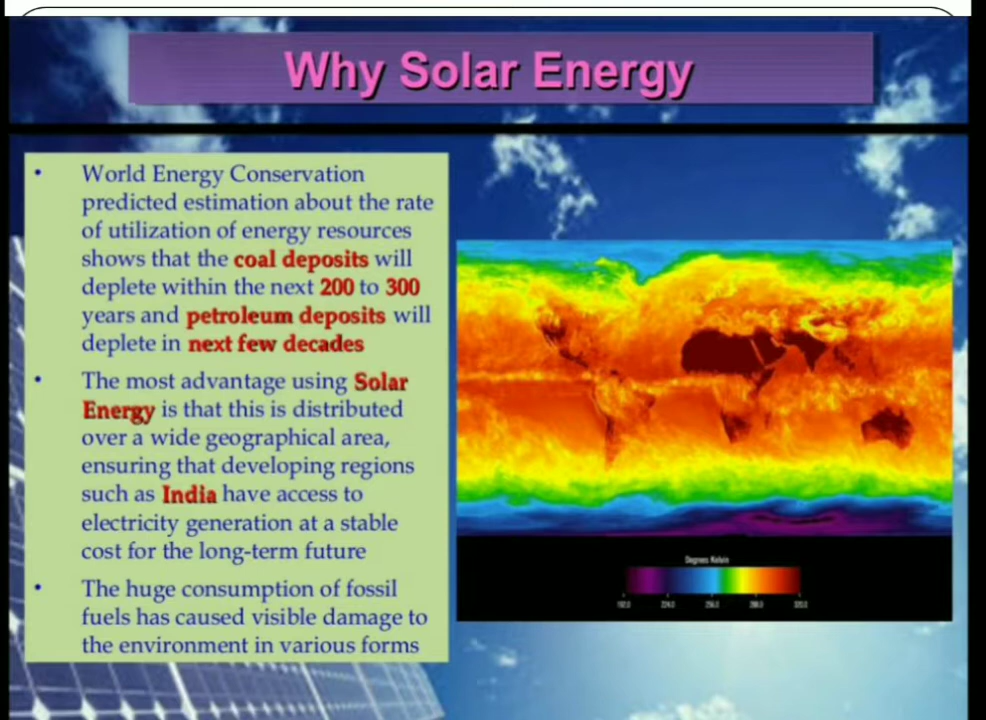 Why Solar Energy
• World Energy Conservation
predicted estimation about the rate
of utilization of energy resources
shows that the coal deposits will
deplete within the next 200 to 300
years and petroleum deposits will
deplete in next few decades
• The most advantage using Solar
Energy is that this is distributed
over a wide geographical area,
ensuring that developing regions
such as India have access to
electricity generation at a stable
cost for the long-term future
• The huge consumption of fossil
fuels has caused visible damage to
the environment in various forms
Degrees Kelvin